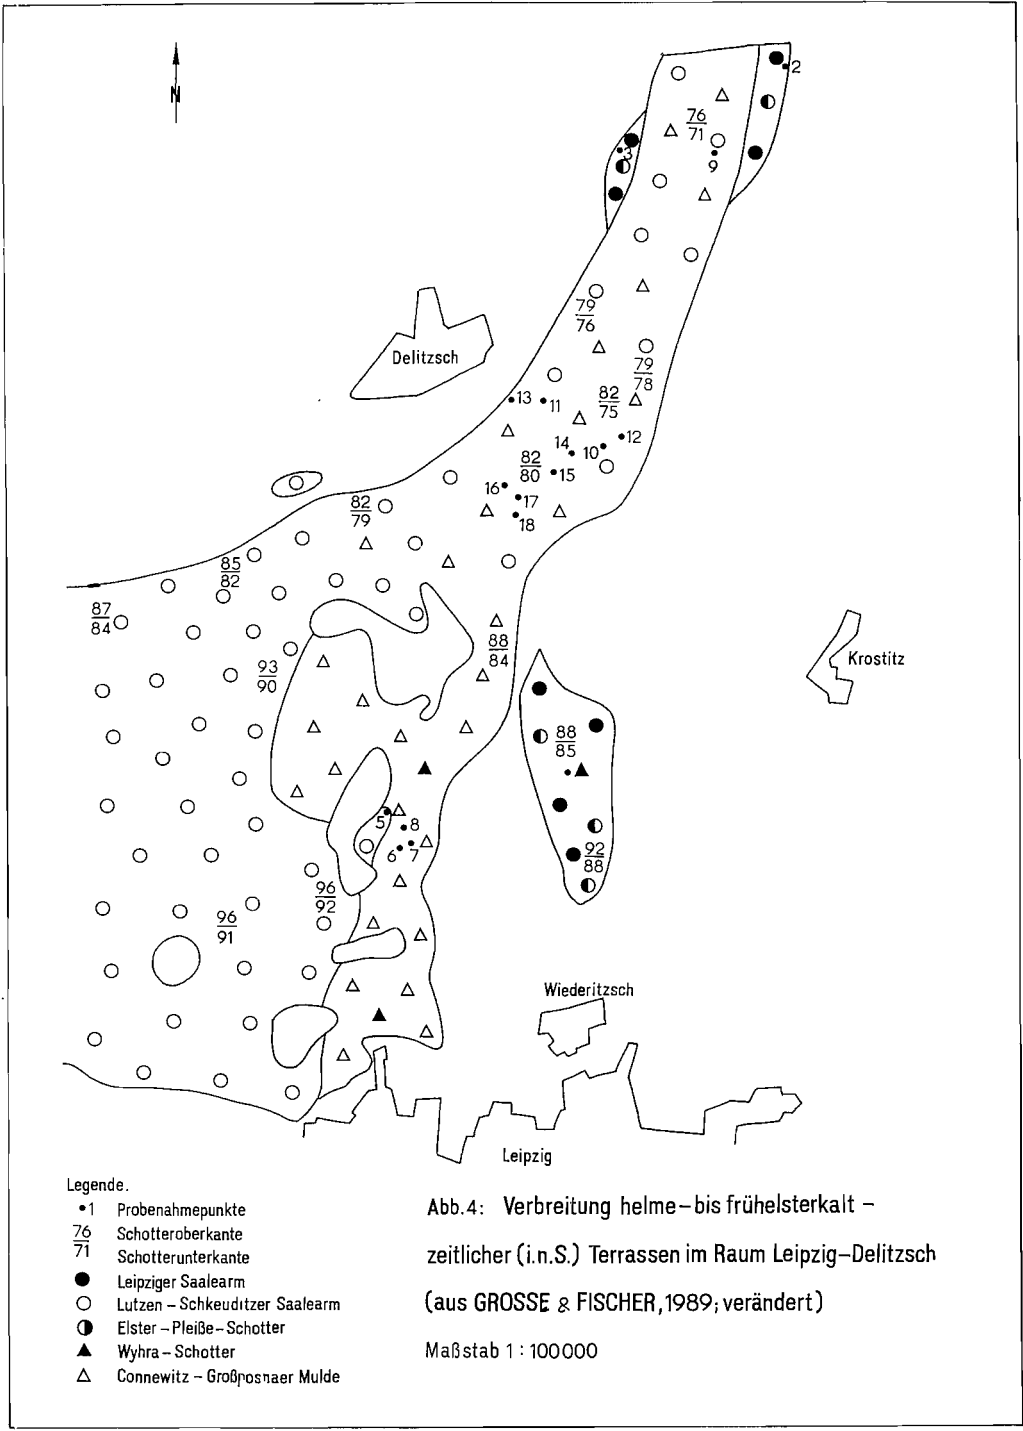 N
2
76
71
3
9
79
76
Delitzsch
79
78
82
75
13
11
12
14
10
82
80
15
16
17
18
82
79
85
82
87
84
88
84
Krostitz
93
90
88
85
5
8
6
7
92
88
96
92
96
91
Wiederitzsch
Leipzig
Legende.
•1 Probenahmepunkte
76 Schotteroberkante
71 Schotterunterkante
Leipziger Saalearm
Lutzen – Schkeuditzer Saalearm
Elster – Pleiße – Schotter
Wyhra – Schotter
Connewitz – Großposnaer Mulde
Abb.4: Verbreitung helme – bis frühelsterkalt –
zeitlicher (i.n.S.) Terrassen im Raum Leipzig–Delitzsch
(aus GROSSE & FISCHER, 1989; verändert)
Maßstab 1 : 100000